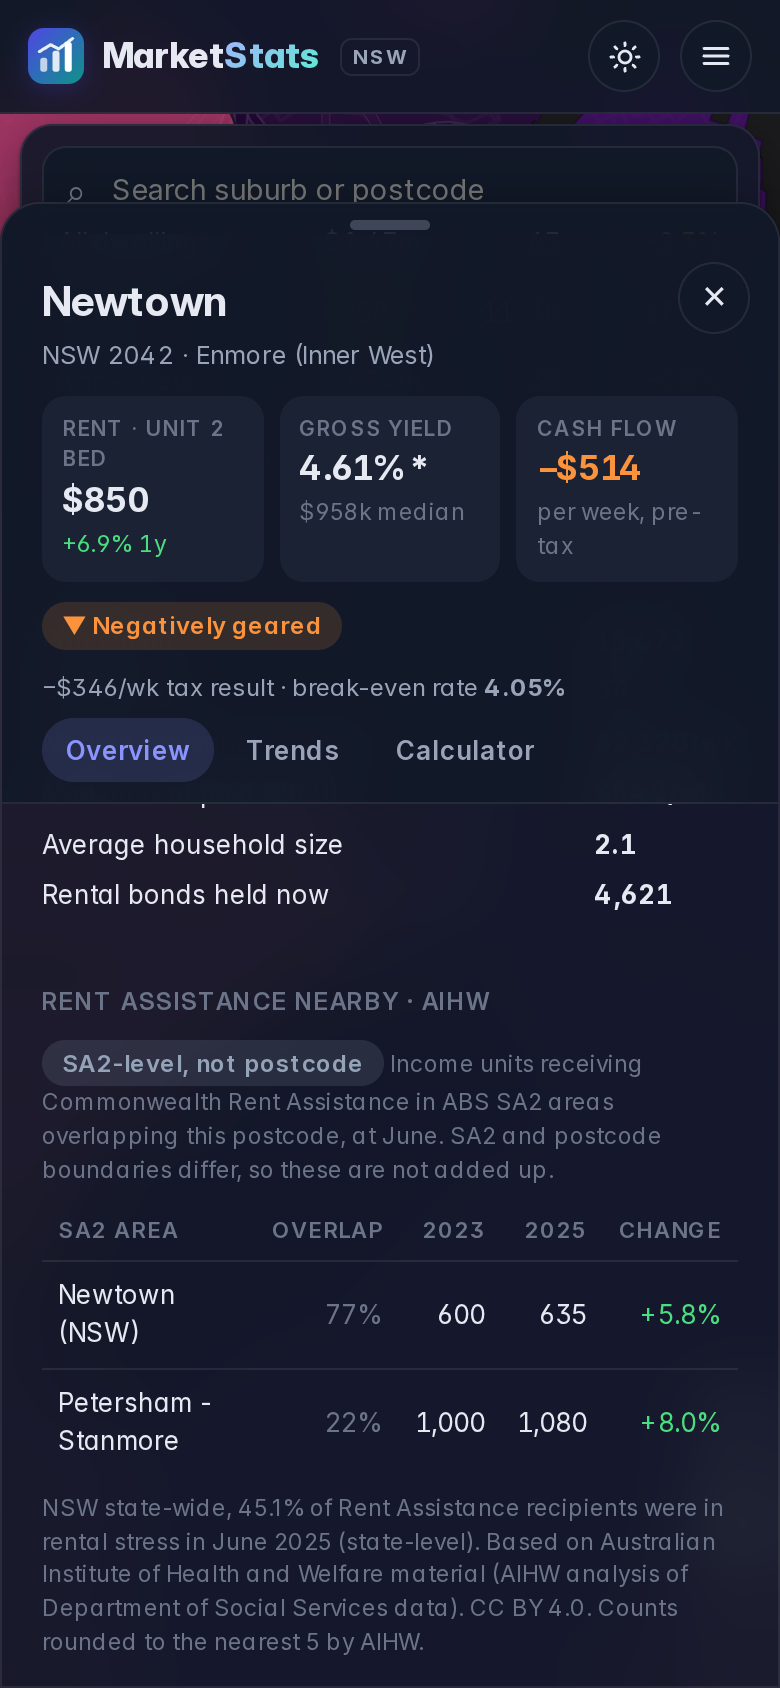 MarketStats NSW
Search suburb or postcode
Newtown
NSW 2042 · Enmore (Inner West)
RENT · UNIT 2 BED
$850
+6.9% 1y
GROSS YIELD
4.61% *
$958k median
CASH FLOW
−$514
per week, pre-
tax
▼ Negatively geared
−$346/wk tax result · break-even rate 4.05%
Overview Trends Calculator
Average household size 2.1
Rental bonds held now 4,621
RENT ASSISTANCE NEARBY · AIHW
SA2-level, not postcode Income units receiving
Commonwealth Rent Assistance in ABS SA2 areas
overlapping this postcode, at June. SA2 and postcode
boundaries differ, so these are not added up.
SA2 AREA OVERLAP 2023 2025 CHANGE
Newtown (NSW) 77% 600 635 +5.8%
Petersham - Stanmore 22% 1,000 1,080 +8.0%
NSW state-wide, 45.1% of Rent Assistance recipients were in
rental stress in June 2025 (state-level). Based on Australian
Institute of Health and Welfare material (AIHW analysis of
Department of Social Services data). CC BY 4.0. Counts
rounded to the nearest 5 by AIHW.